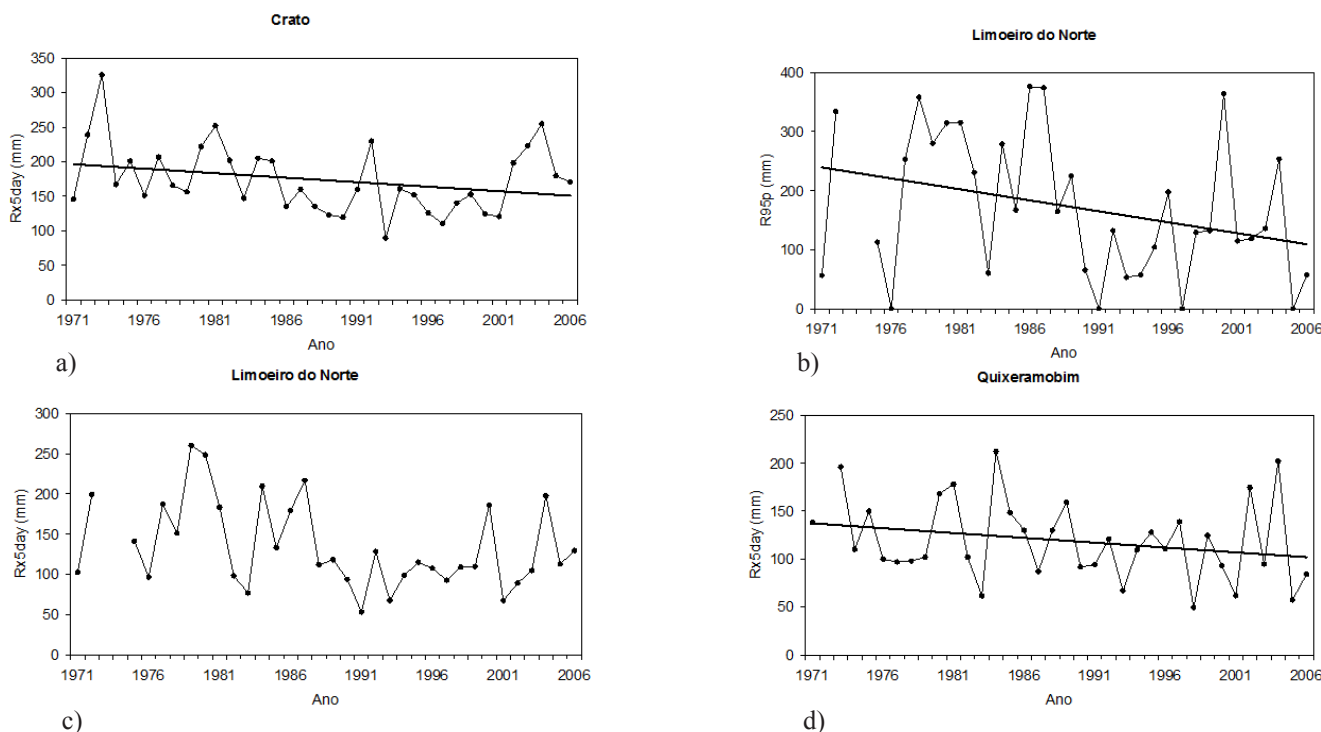 Crato
Rx5day (mm)
350
300
250
200
150
100
50
0
1971 1976 1981 1986 1991 1996 2001 2006
Ano
a)
Limoeiro do Norte
R95p (mm)
400
300
200
100
0
1971 1976 1981 1986 1991 1996 2001 2006
Ano
b)
Limoeiro do Norte
Rx5day (mm)
300
250
200
150
100
50
0
1971 1976 1981 1986 1991 1996 2001 2006
Ano
c)
Quixeramobim
Rx5day (mm)
250
200
150
100
50
0
1971 1976 1981 1986 1991 1996 2001 2006
Ano
d)